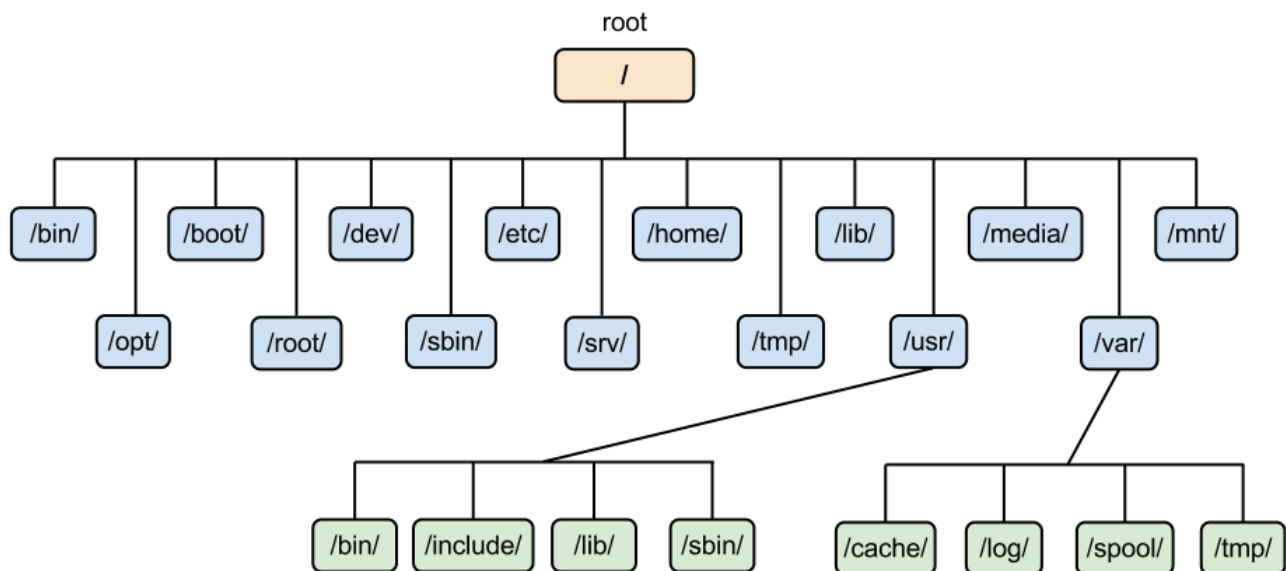 root
/
/bin/ /boot/ /dev/ /etc/ /home/ /lib/ /media/ /mnt/
/opt/ /root/ /sbin/ /srv/ /tmp/ /usr/ /var/
/bin/ /include/ /lib/ /sbin/ /cache/ /log/ /spool/ /tmp/